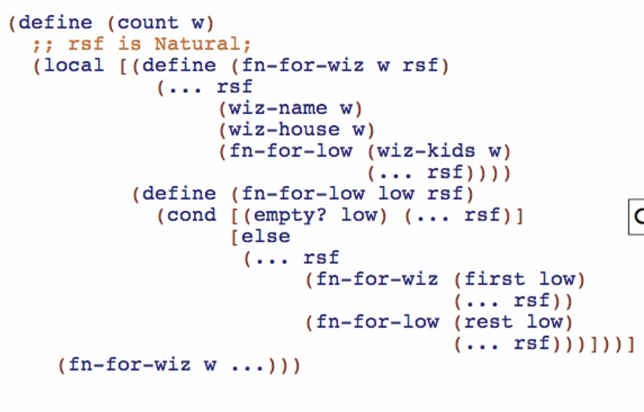 (define (count w)
  ;; rsf is Natural;
  (local [(define (fn-for-wiz w rsf)
            (... rsf
                 (wiz-name w)
                 (wiz-house w)
                 (fn-for-low (wiz-kids w)
                             (... rsf))))
          (define (fn-for-low low rsf)
            (cond [(empty? low) (... rsf)]
                  [else
                   (... rsf
                        (fn-for-wiz (first low)
                                    (... rsf))
                        (fn-for-low (rest low)
                                    (... rsf)))]))]
    (fn-for-wiz w ...)))